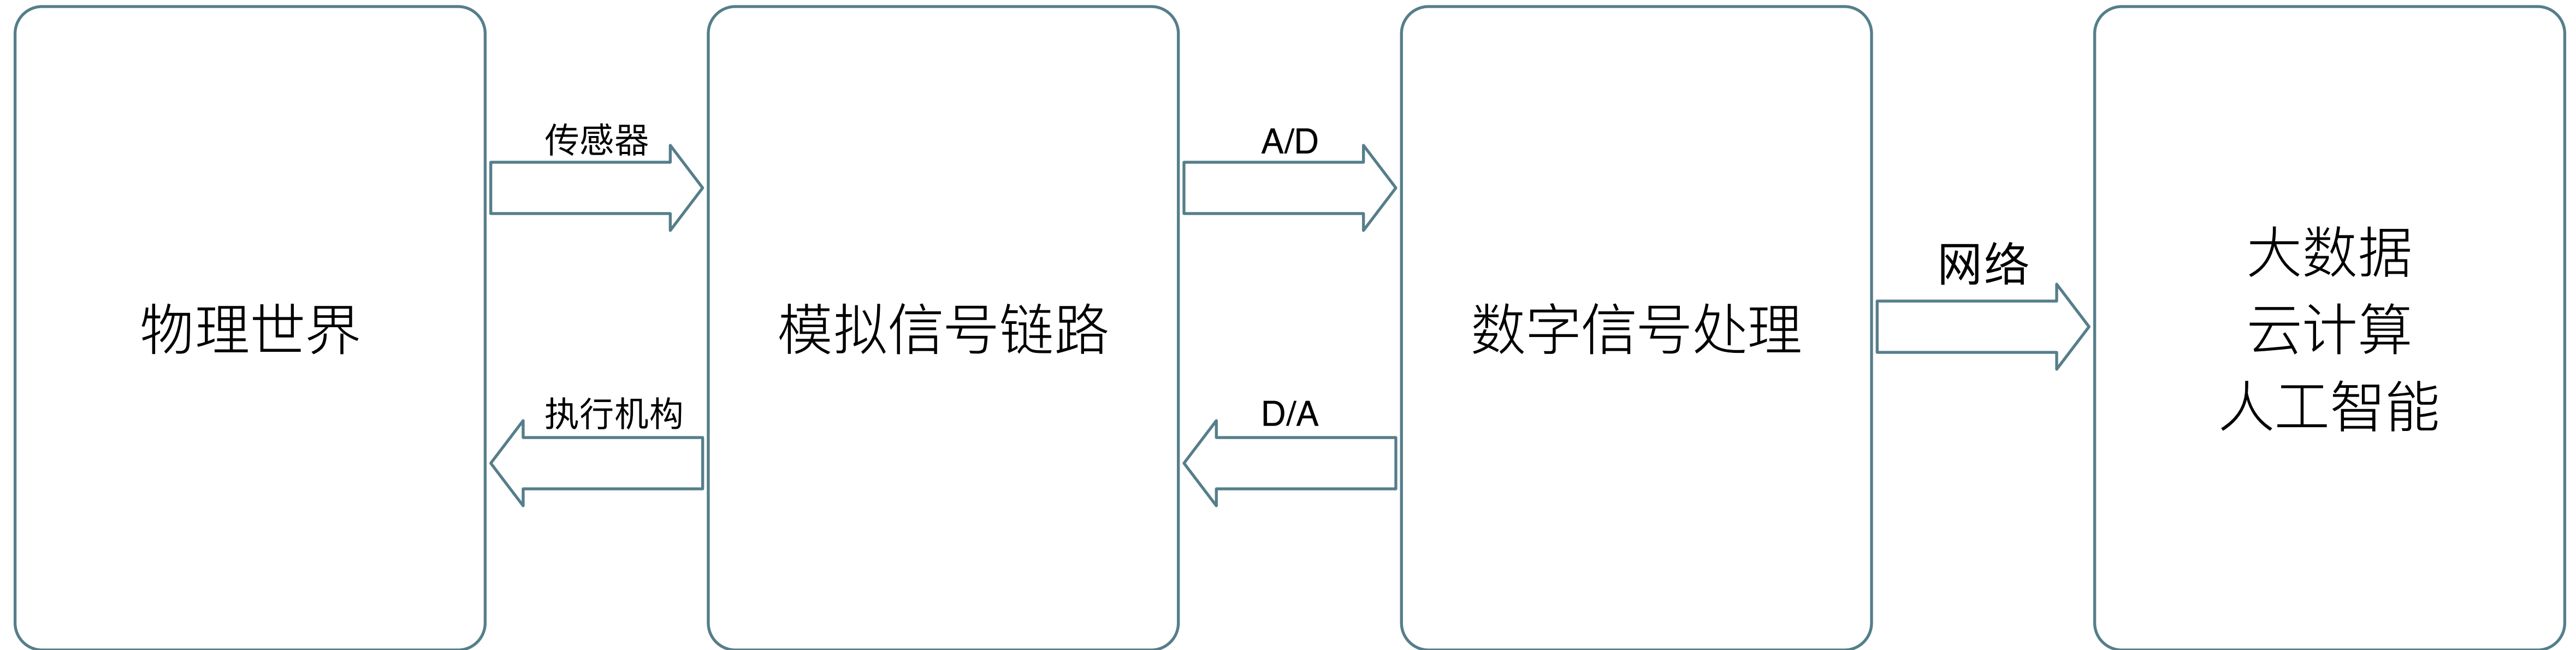 物理世界
传感器
执行机构
模拟信号链路
A/D
D/A
数字信号处理
网络
大数据
云计算
人工智能